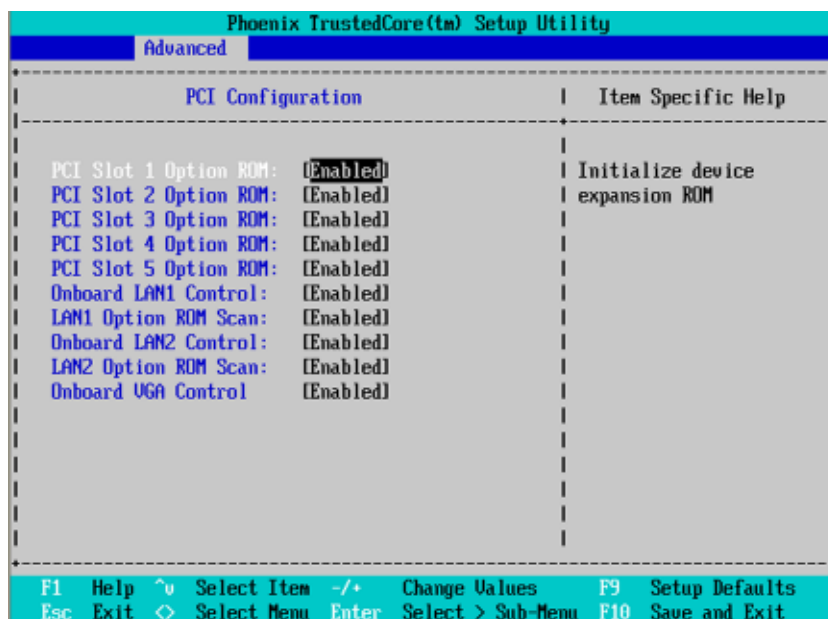 Phoenix TrustedCore(tm) Setup Utility
Advanced
PCI Configuration
Item Specific Help
PCI Slot 1 Option ROM: [Enabled]
Initialize device
PCI Slot 2 Option ROM: [Enabled]
expansion ROM
PCI Slot 3 Option ROM: [Enabled]
PCI Slot 4 Option ROM: [Enabled]
PCI Slot 5 Option ROM: [Enabled]
Onboard LAN1 Control: [Enabled]
LAN1 Option ROM Scan: [Enabled]
Onboard LAN2 Control: [Enabled]
LAN2 Option ROM Scan: [Enabled]
Onboard VGA Control [Enabled]
F1 Help ^v Select Item -/+ Change Values F9 Setup Defaults
Esc Exit <> Select Menu Enter Select > Sub-Menu F10 Save and Exit